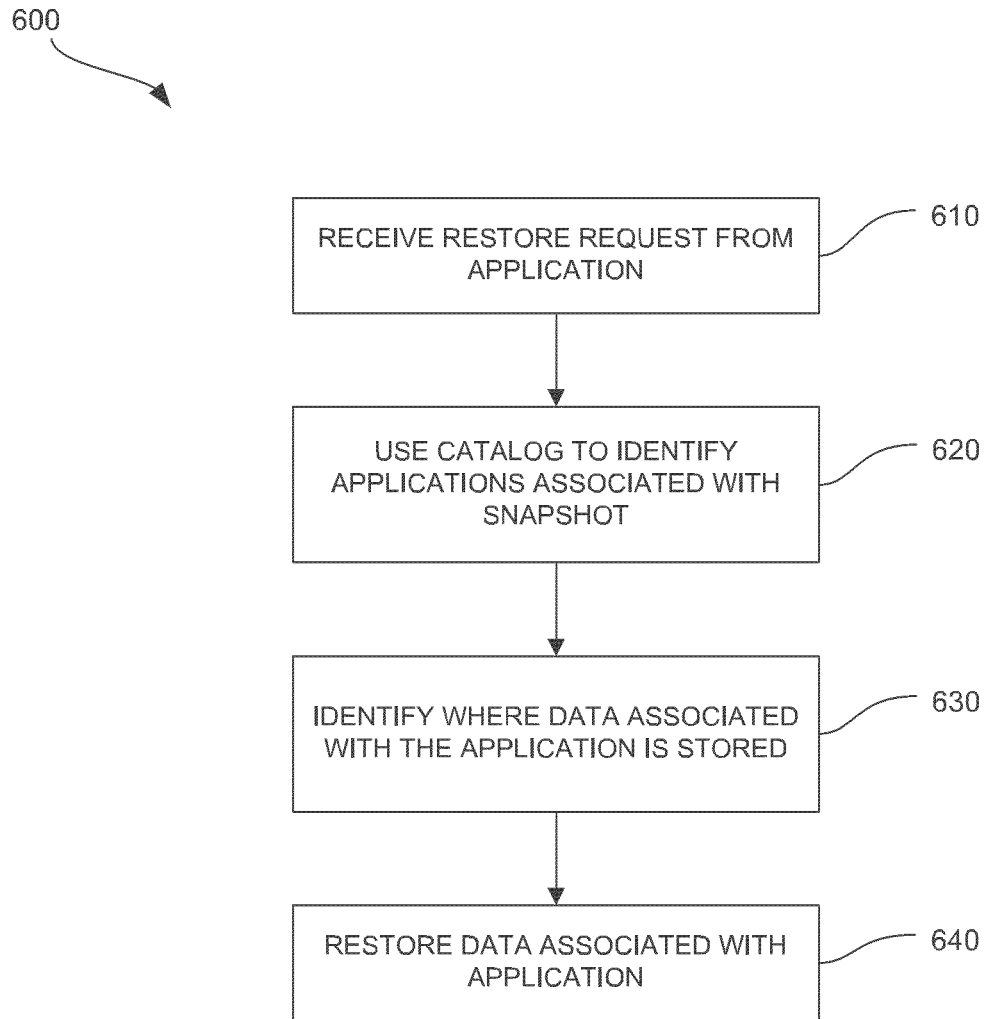 600
RECEIVE RESTORE REQUEST FROM
APPLICATION
610
USE CATALOG TO IDENTIFY
APPLICATIONS ASSOCIATED WITH
SNAPSHOT
620
IDENTIFY WHERE DATA ASSOCIATED
WITH THE APPLICATION IS STORED
630
RESTORE DATA ASSOCIATED WITH
APPLICATION
640